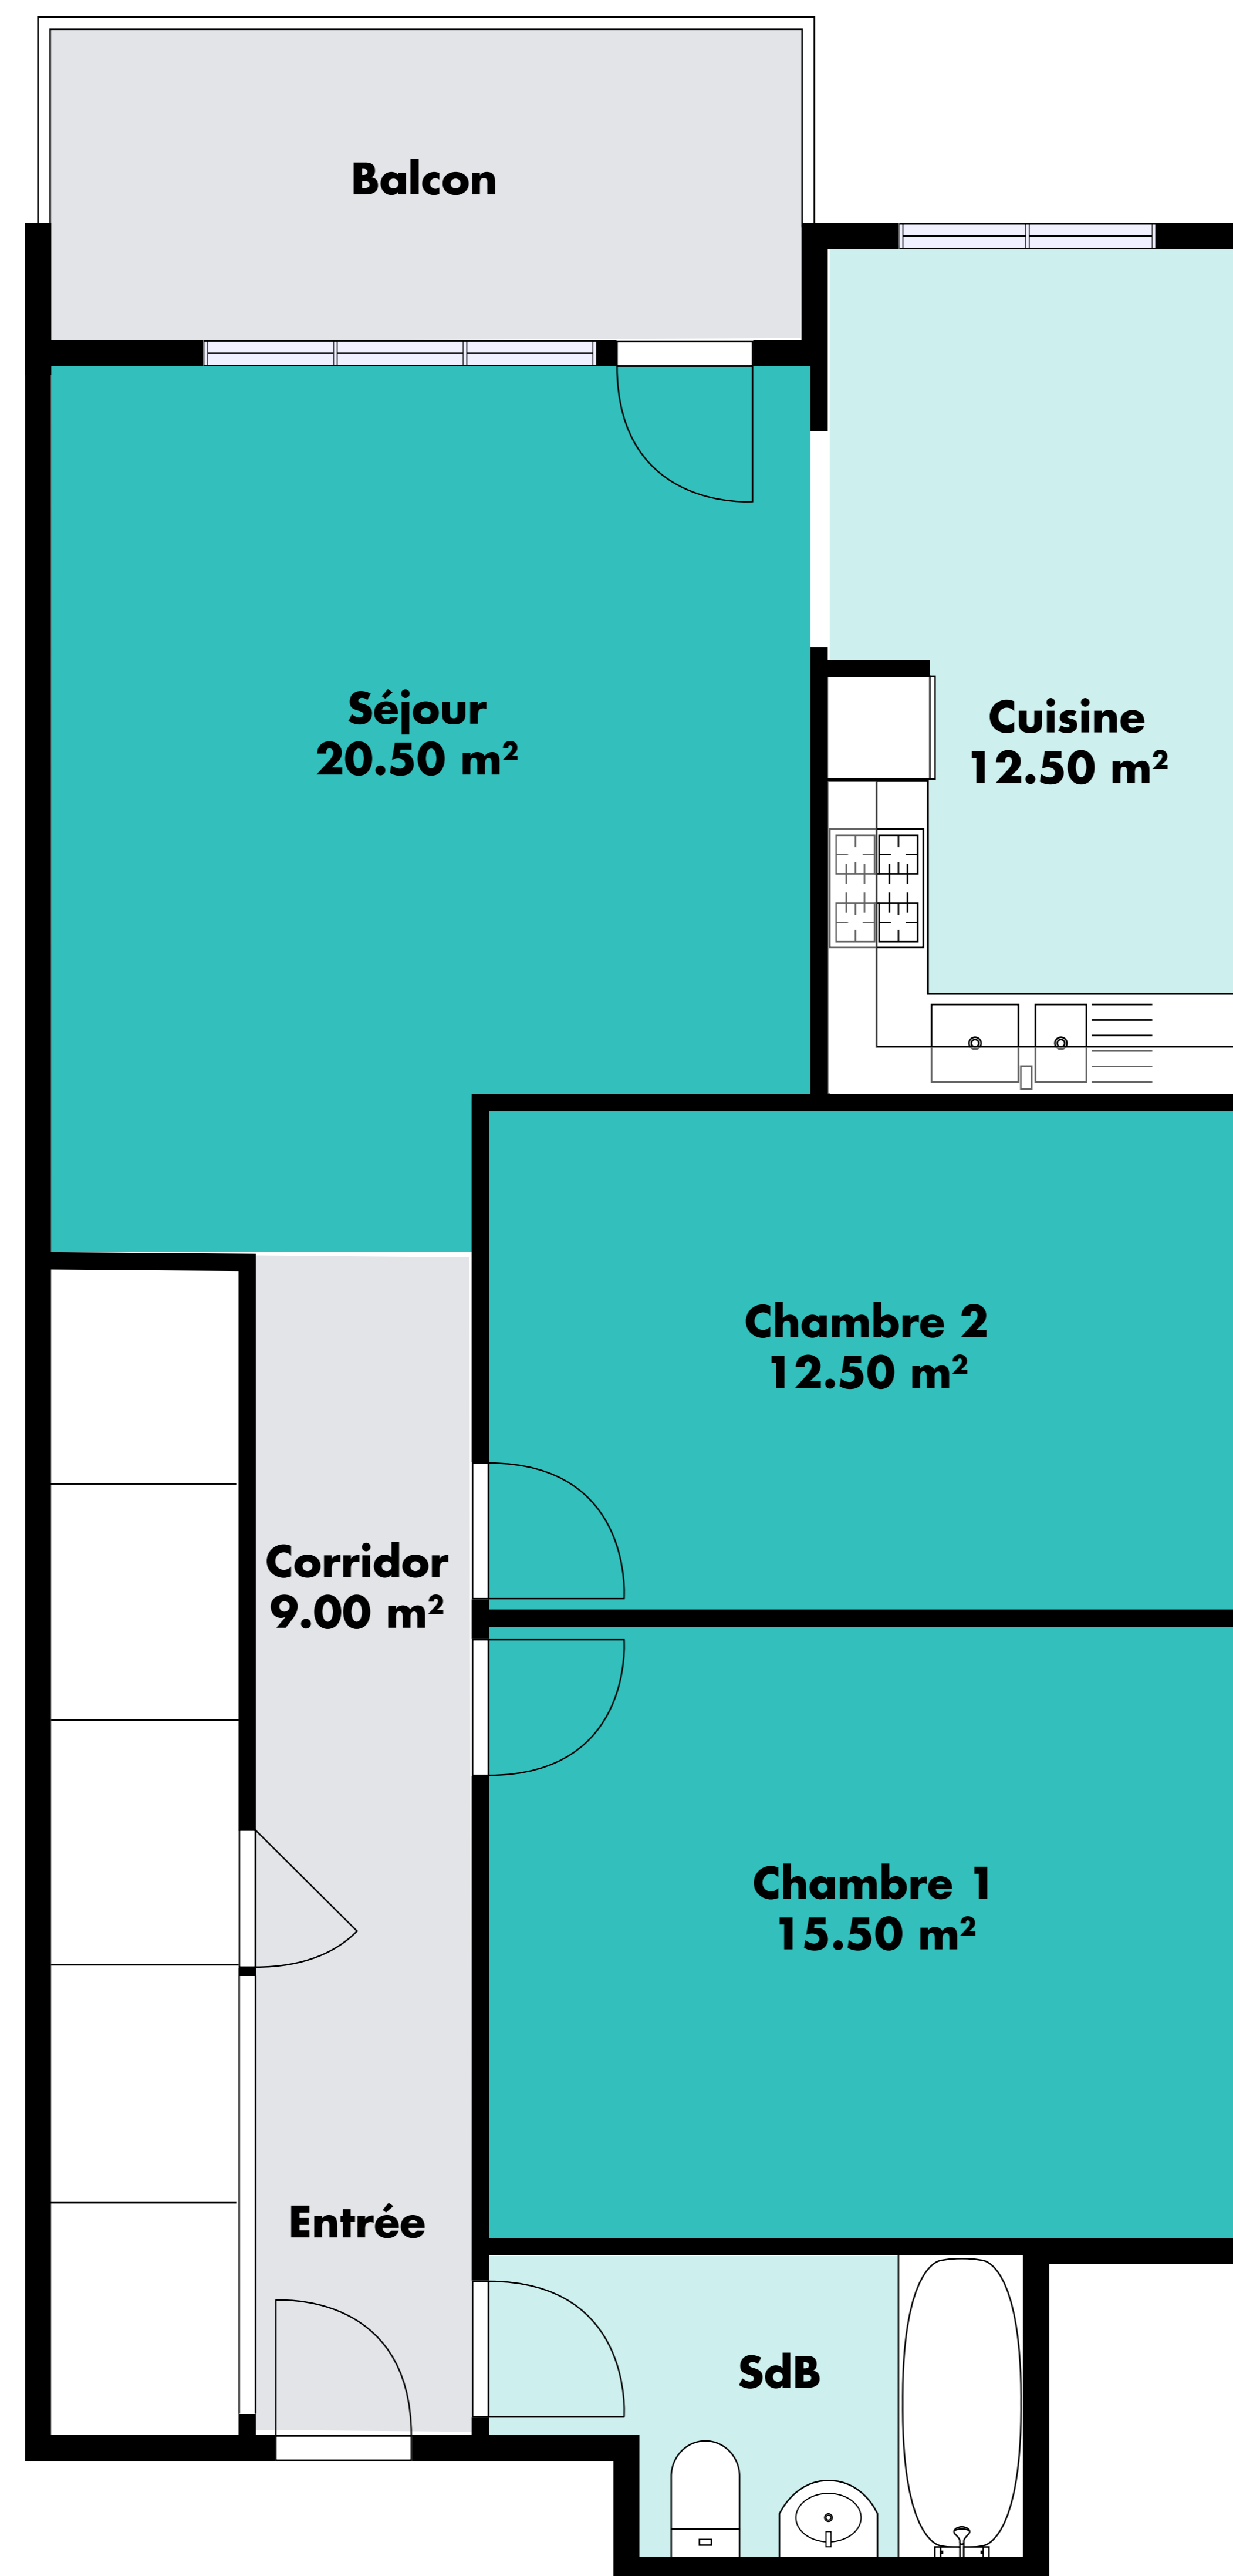 Balcon
Séjour
20.50 m²
Cuisine
12.50 m²
Chambre 2
12.50 m²
Corridor
9.00 m²
Chambre 1
15.50 m²
Entrée
SdB